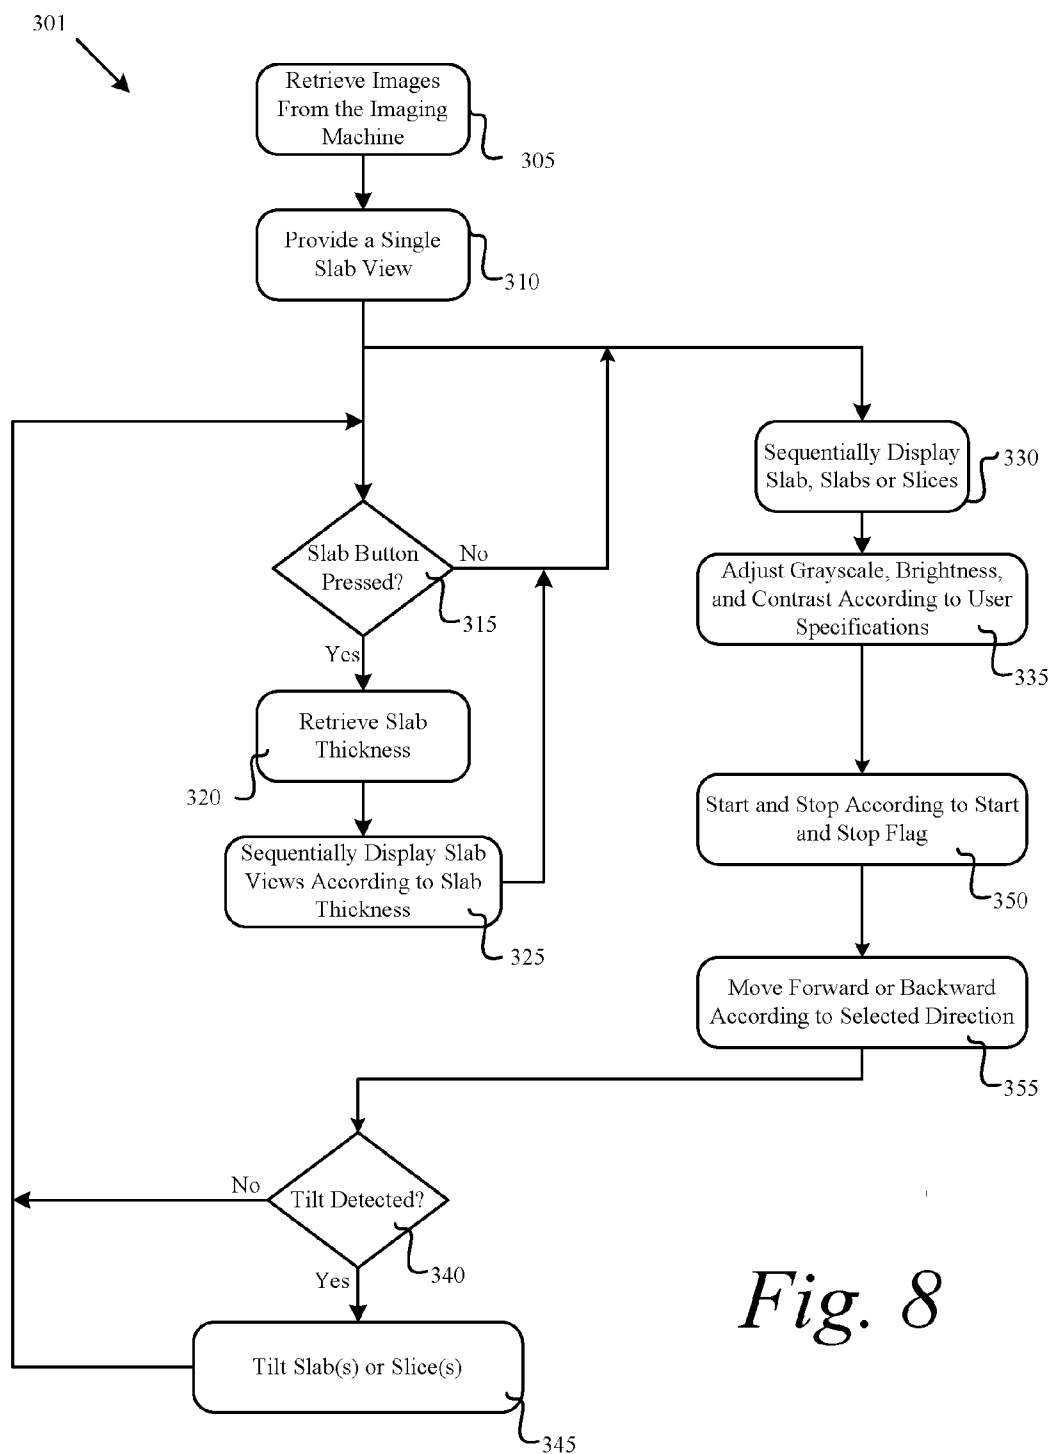 301
Retrieve Images
From the Imaging
Machine
305
Provide a Single
Slab View
310
Sequentially Display
Slab, Slabs or Slices
330
Slab Button
Pressed?
No
315
Yes
Adjust Grayscale, Brightness,
and Contrast According to User
Specifications
335
Retrieve Slab
Thickness
320
Start and Stop According to Start
and Stop Flag
350
Sequentially Display Slab
Views According to Slab
Thickness
325
Move Forward or Backward
According to Selected Direction
355
No
Tilt Detected?
340
Yes
Tilt Slab(s) or Slice(s)
345
Fig. 8